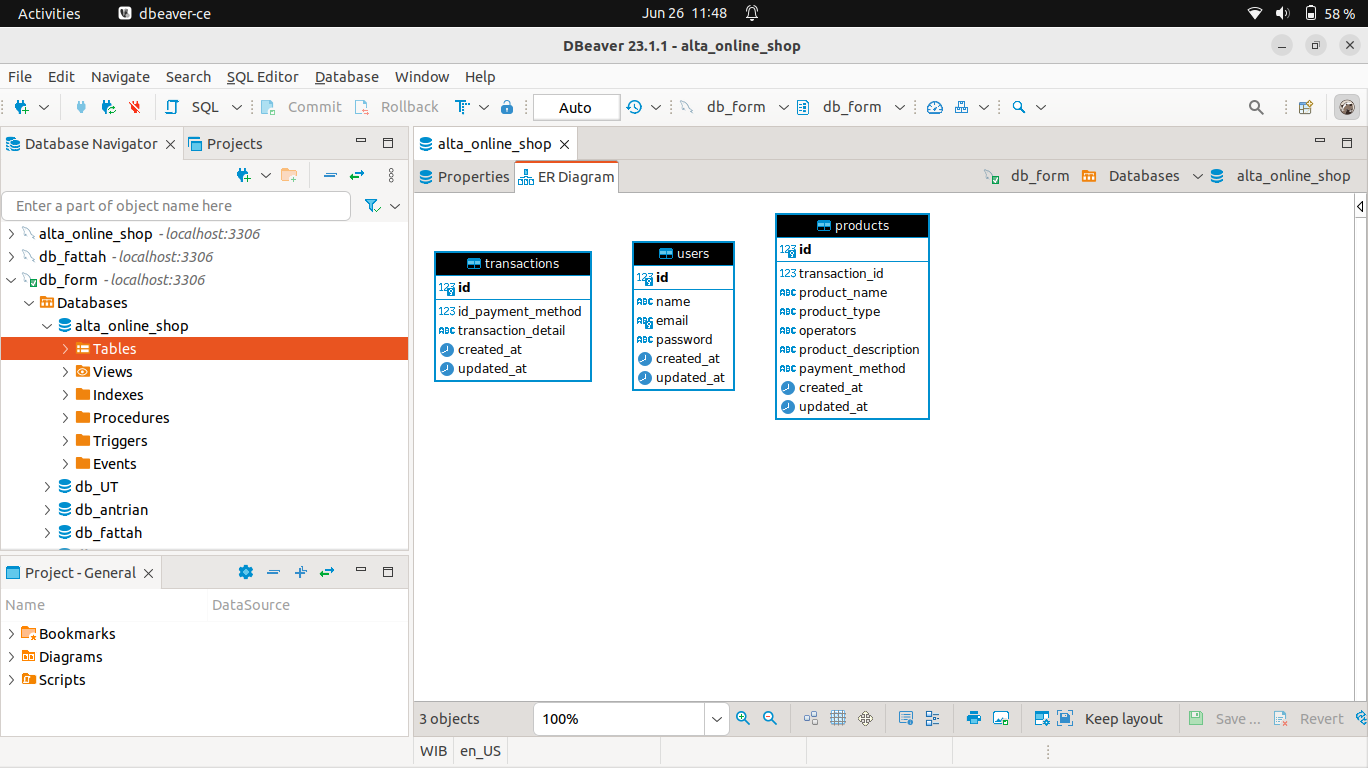 Activities dbeaver-ce Jun 26 11:48 58 %
DBeaver 23.1.1 - alta_online_shop
File Edit Navigate Search SQL Editor Database Window Help
SQL Commit Rollback Auto db_form db_form
Database Navigator Projects
Enter a part of object name here
alta_online_shop - localhost:3306
db_fattah - localhost:3306
db_form - localhost:3306
Databases
alta_online_shop
Tables
Views
Indexes
Procedures
Triggers
Events
db_UT
db_antrian
db_fattah
Project - General
Name DataSource
Bookmarks
Diagrams
Scripts
alta_online_shop
Properties ER Diagram db_form Databases alta_online_shop
transactions
123 id
123 id_payment_method
ABC transaction_detail
created_at
updated_at
users
123 id
ABC name
ABC email
ABC password
created_at
updated_at
products
123 id
123 transaction_id
ABC product_name
ABC product_type
ABC operators
ABC product_description
ABC payment_method
created_at
updated_at
3 objects 100% Keep layout Save ... Revert
WIB en_US